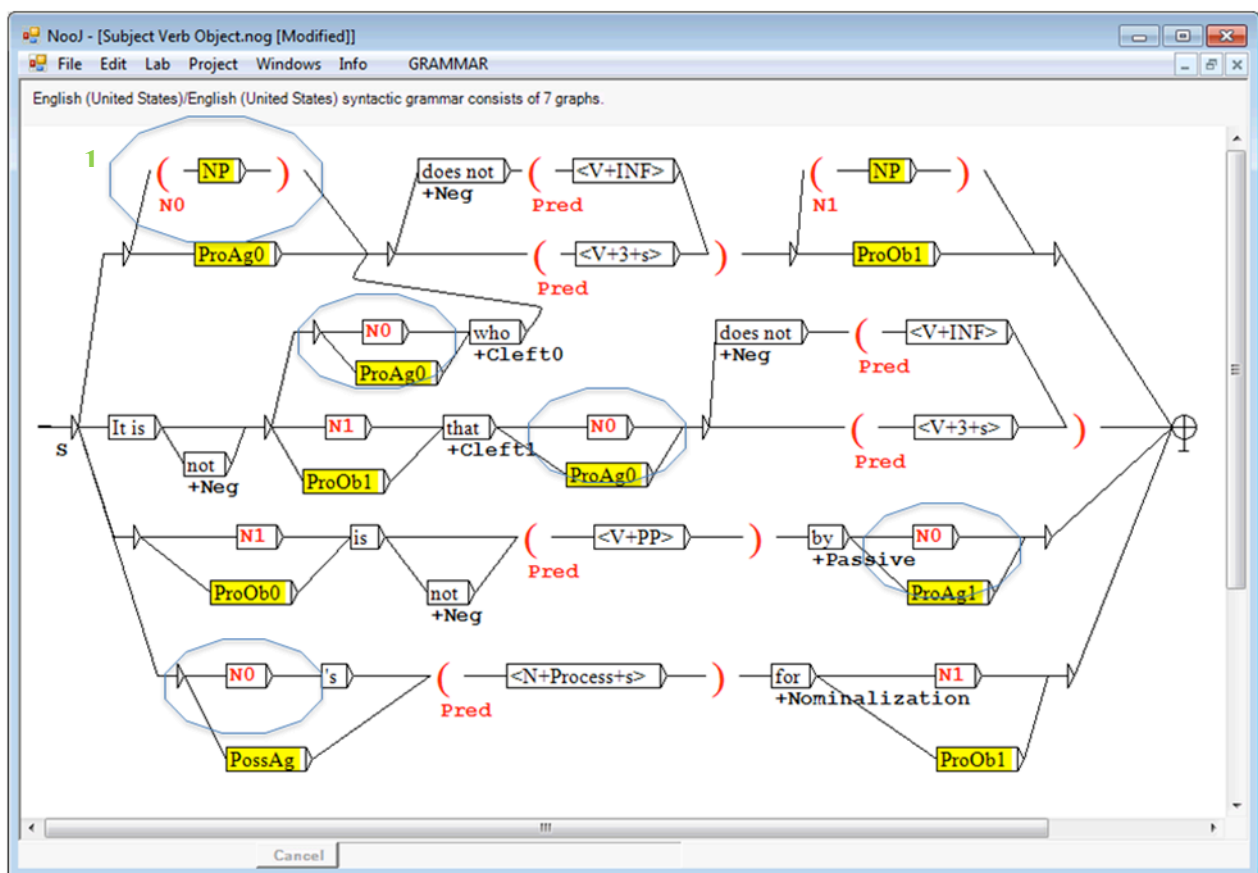 NooJ - [Subject Verb Object.nog [Modified]]
File Edit Lab Project Windows Info GRAMMAR
English (United States)/English (United States) syntactic grammar consists of 7 graphs.
1
( NP ) does not ( <V+INF> ( NP )
N0 +Neg Pred N1
ProAg0 ( <V+3+s> ) ProOb1
Pred
N0 who does not ( <V+INF>
+Cleft0 +Neg
ProAg0 Pred
It is N1 that N0 ( <V+3+s> )
S +Cleft1 Pred
not ProOb1 ProAg0
+Neg
N1 is ( <V+PP> ) by N0
Pred +Passive
ProOb0 not ProAg1
+Neg
N0 's ( <N+Process+s> ) for N1
Pred +Nominalization
PossAg ProOb1
Cancel